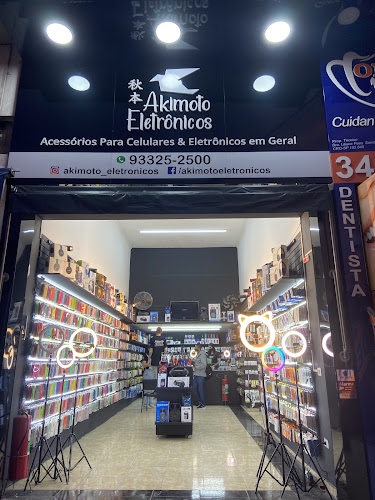 秋本
Akimoto
Eletrônicos
Acessórios Para Celulares & Eletrônicos em Geral
93325-2500
akimoto_eletronicos /akimotoeletronicos
Cuidan
34
DENTISTA